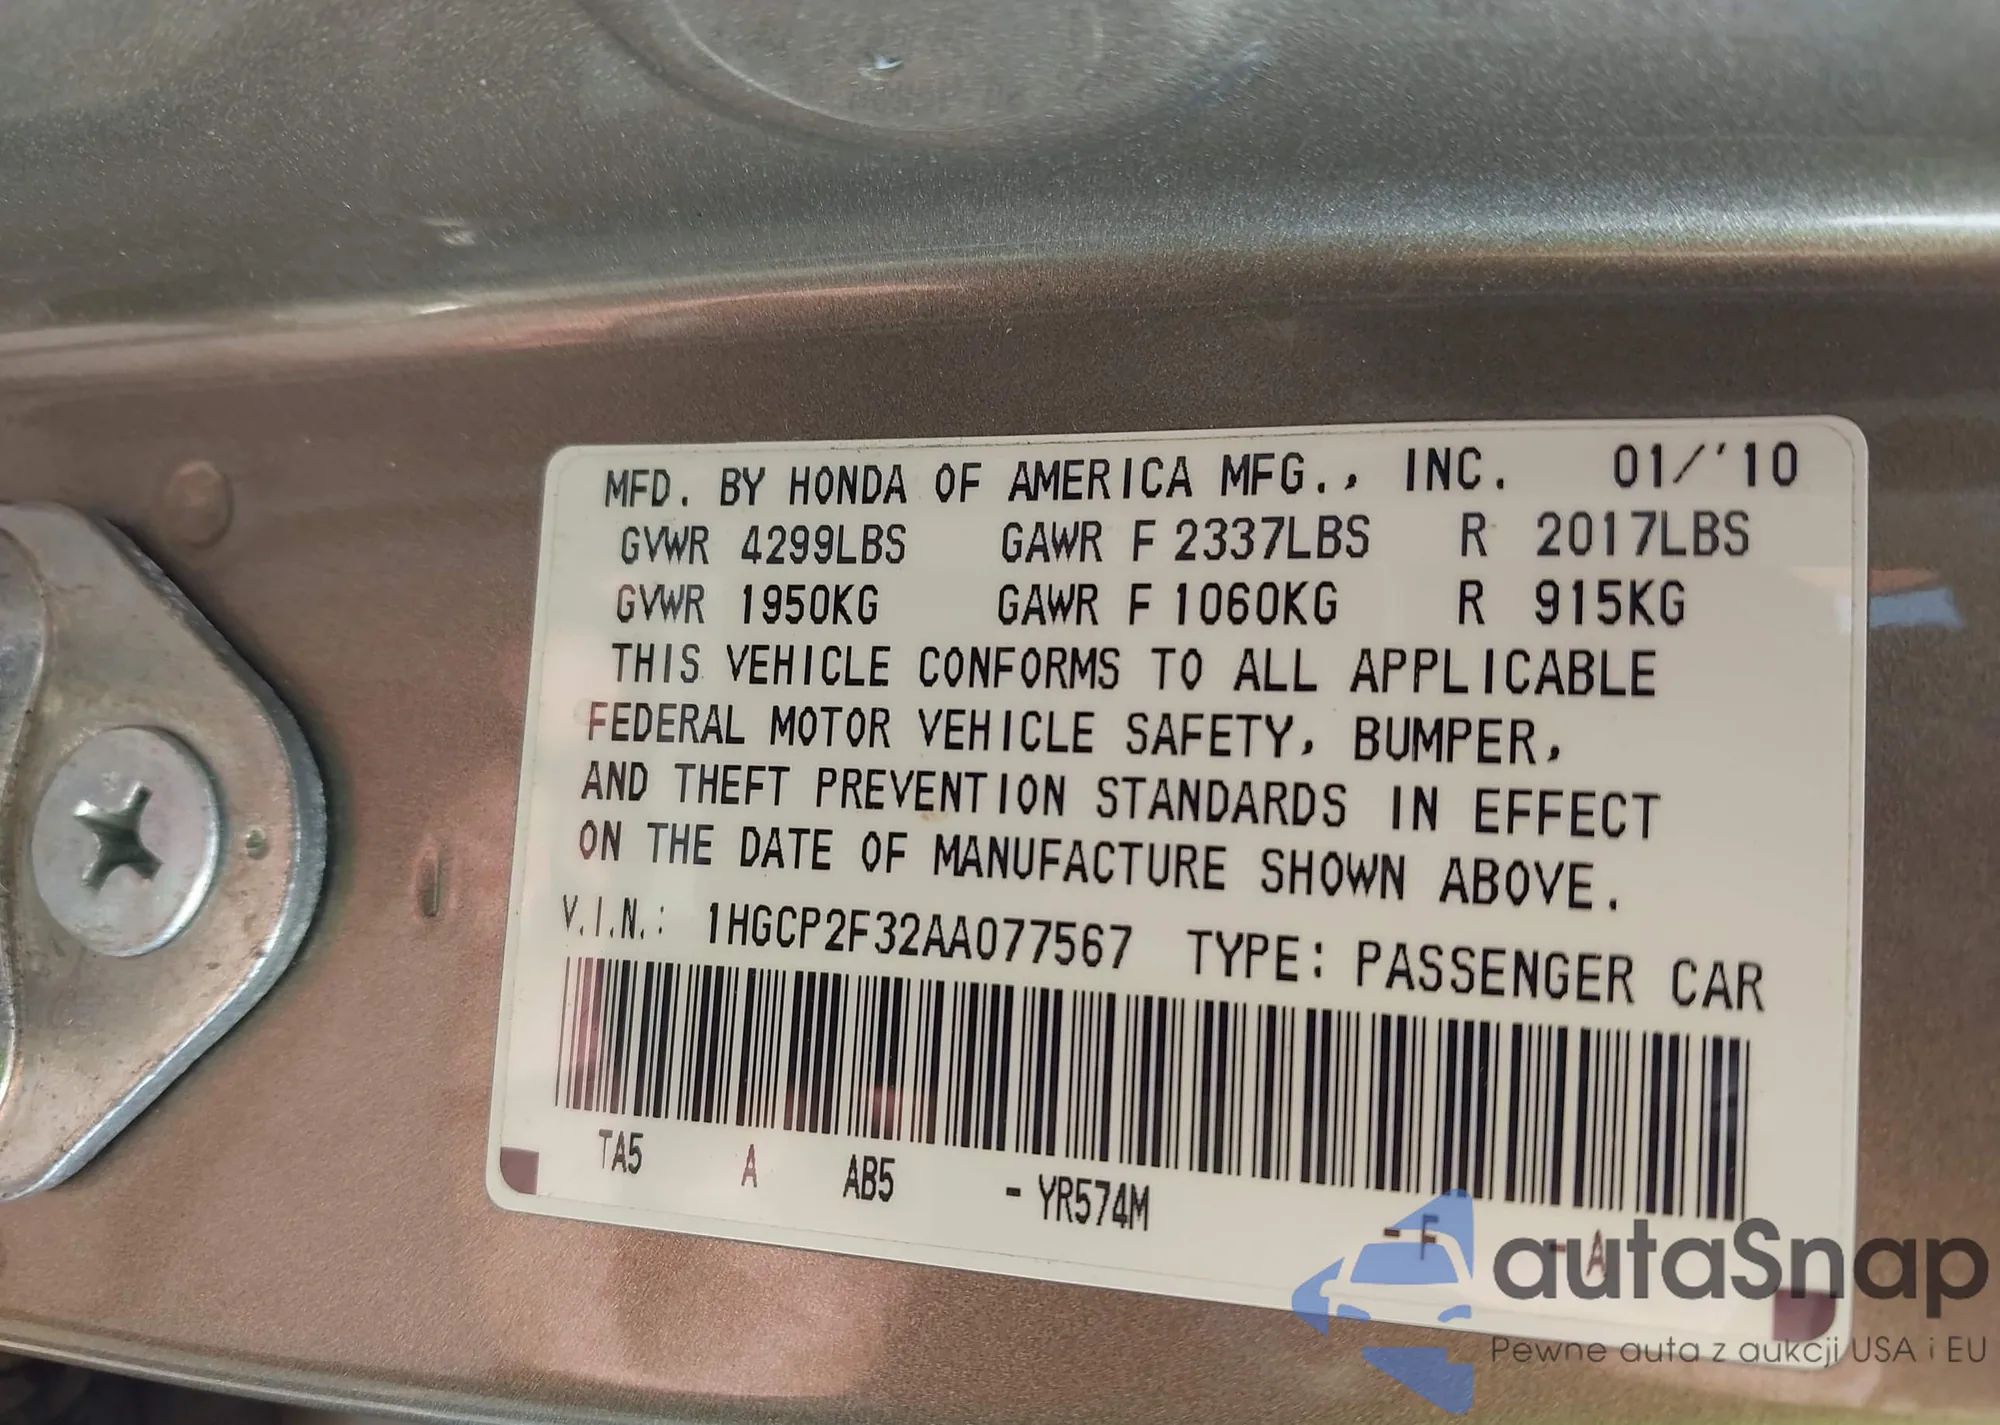 MFD. BY HONDA OF AMERICA MFG., INC. 01/'10
GVWR 4299LBS GAWR F 2337LBS R 2017LBS
GVWR 1950KG GAWR F 1060KG R 915KG
THIS VEHICLE CONFORMS TO ALL APPLICABLE
FEDERAL MOTOR VEHICLE SAFETY, BUMPER,
AND THEFT PREVENTION STANDARDS IN EFFECT
ON THE DATE OF MANUFACTURE SHOWN ABOVE.
V.I.N.: 1HGCP2F32AA077567 TYPE: PASSENGER CAR
TA5 A AB5 - YR574M - F - A
autaSnap
Pewne auta z aukcji USA i EU